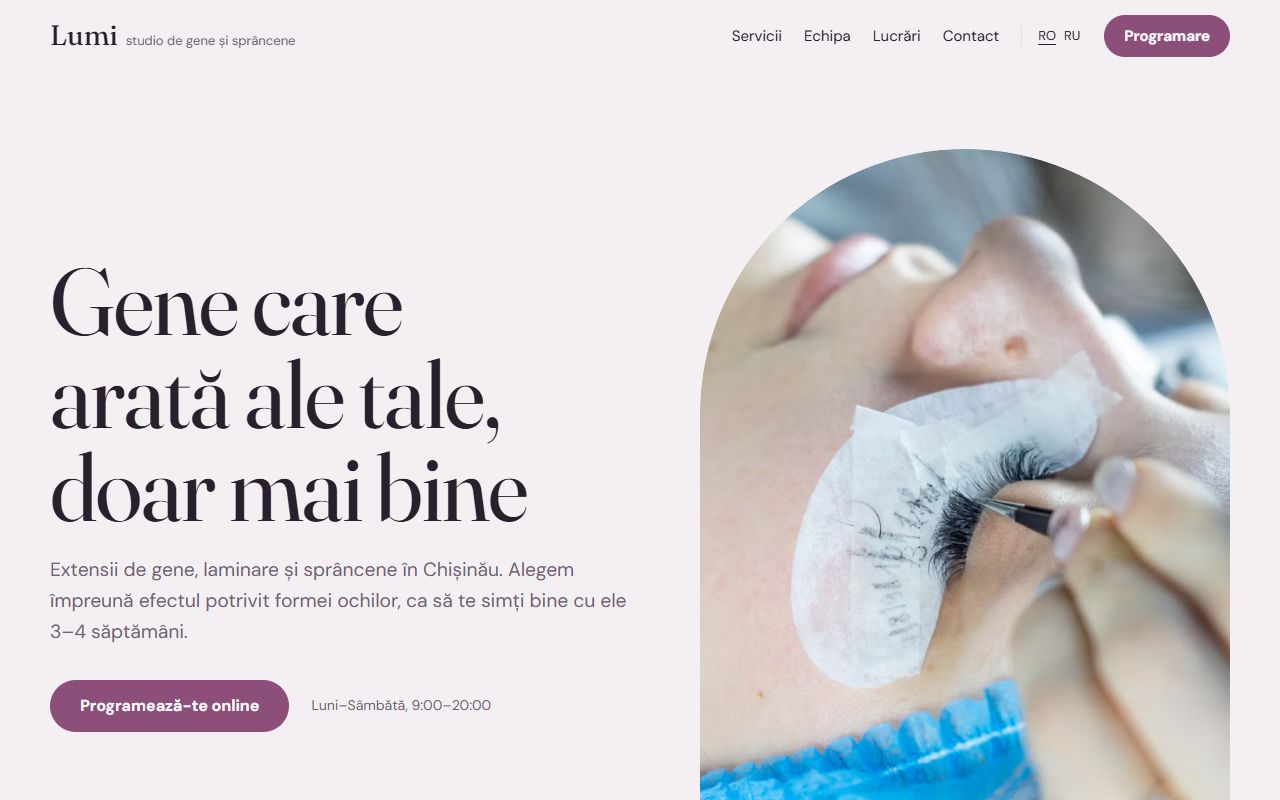 Lumi studio de gene și sprâncene
Servicii Echipa Lucrări Contact RO RU Programare
Gene care
arată ale tale,
doar mai bine
Extensii de gene, laminare și sprâncene în Chișinău. Alegem
împreună efectul potrivit formei ochilor, ca să te simți bine cu ele
3–4 săptămâni.
Programează-te online Luni–Sâmbătă, 9:00–20:00